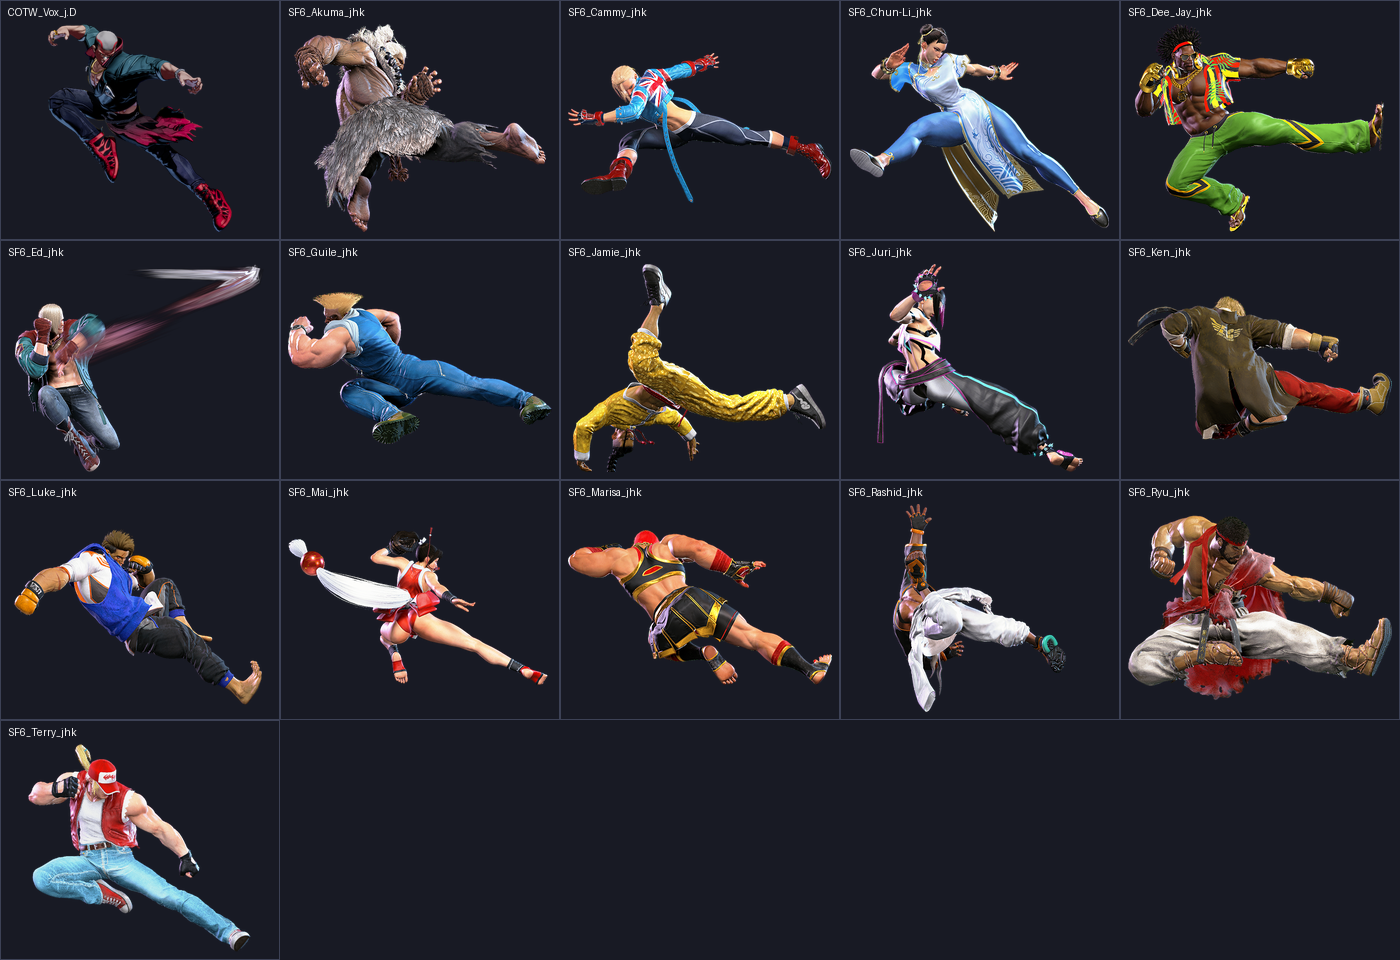 COTW_Vox_j.D
SF6_Akuma_jhk
SF6_Cammy_jhk
SF6_Chun-Li_jhk
SF6_Dee_Jay_jhk
SF6_Ed_jhk
SF6_Guile_jhk
SF6_Jamie_jhk
SF6_Juri_jhk
SF6_Ken_jhk
SF6_Luke_jhk
SF6_Mai_jhk
SF6_Marisa_jhk
SF6_Rashid_jhk
SF6_Ryu_jhk
SF6_Terry_jhk